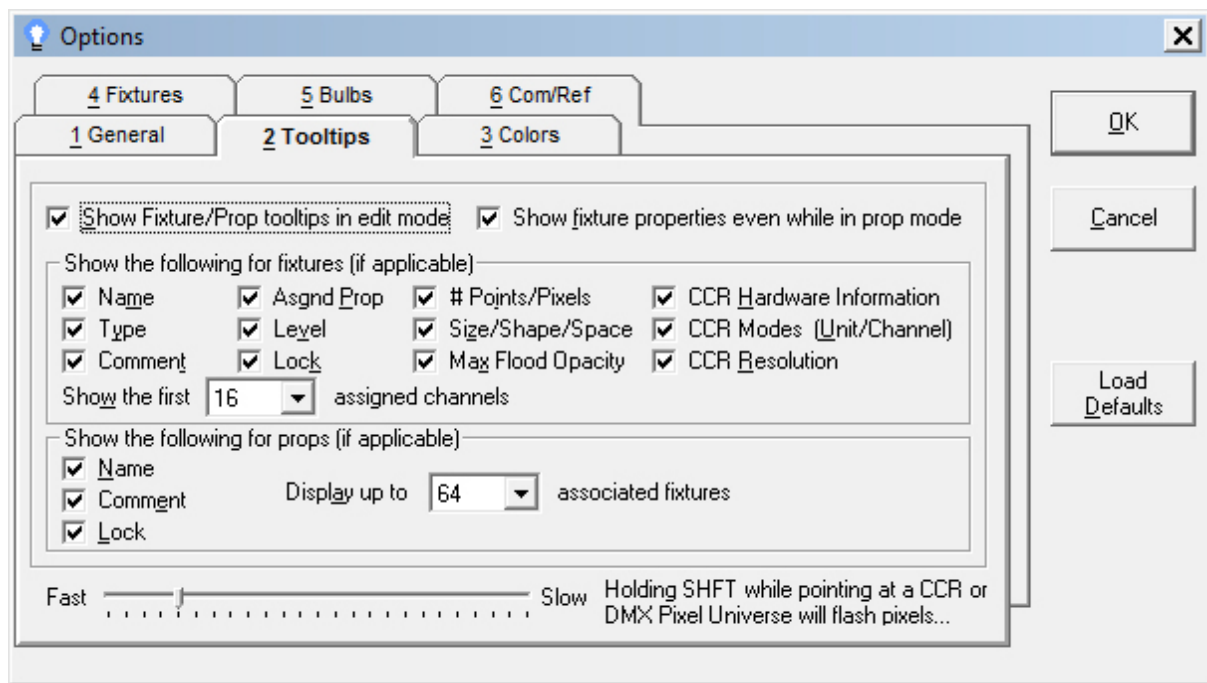 Options
4 Fixtures 5 Bulbs 6 Com/Ref
1 General 2 Tooltips 3 Colors
OK
Cancel
Load
Defaults
Show Fixture/Prop tooltips in edit mode Show fixture properties even while in prop mode
Show the following for fixtures (if applicable)
Name Asgnd Prop # Points/Pixels CCR Hardware Information
Type Level Size/Shape/Space CCR Modes (Unit/Channel)
Comment Lock Max Flood Opacity CCR Resolution
Show the first 16 assigned channels
Show the following for props (if applicable)
Name
Comment
Lock
Display up to 64 associated fixtures
Fast Slow
Holding SHFT while pointing at a CCR or
DMX Pixel Universe will flash pixels...